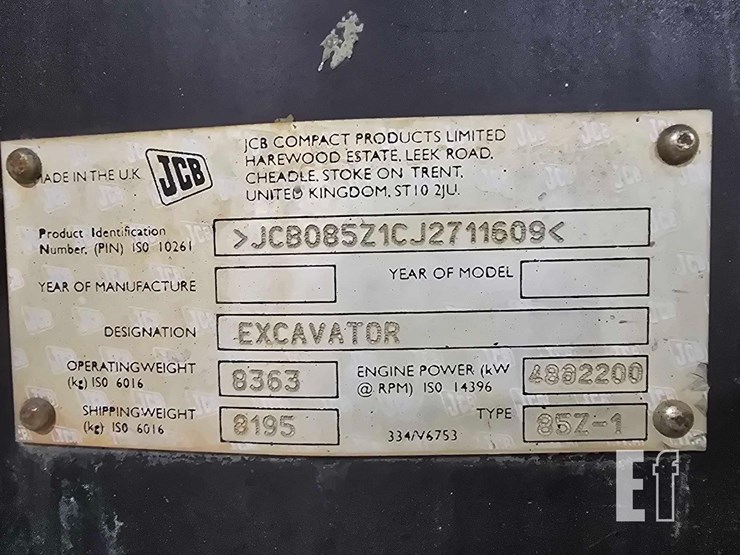 MADE IN THE U.K
JCB
JCB COMPACT PRODUCTS LIMITED
HAREWOOD ESTATE, LEEK ROAD,
CHEADLE, STOKE ON TRENT,
UNITED KINGDOM, ST10 2JU.
Product Identification
Number, (PIN) ISO 10261
>JCB085Z1CJ2711609<
YEAR OF MANUFACTURE
YEAR OF MODEL
DESIGNATION
EXCAVATOR
OPERATINGWEIGHT
(kg) ISO 6016
8363
ENGINE POWER (kW
@ RPM) ISO 14396
SHIPPINGWEIGHT
(kg) ISO 6016
8195
334/V6753
TYPE
85Z-1
Ef